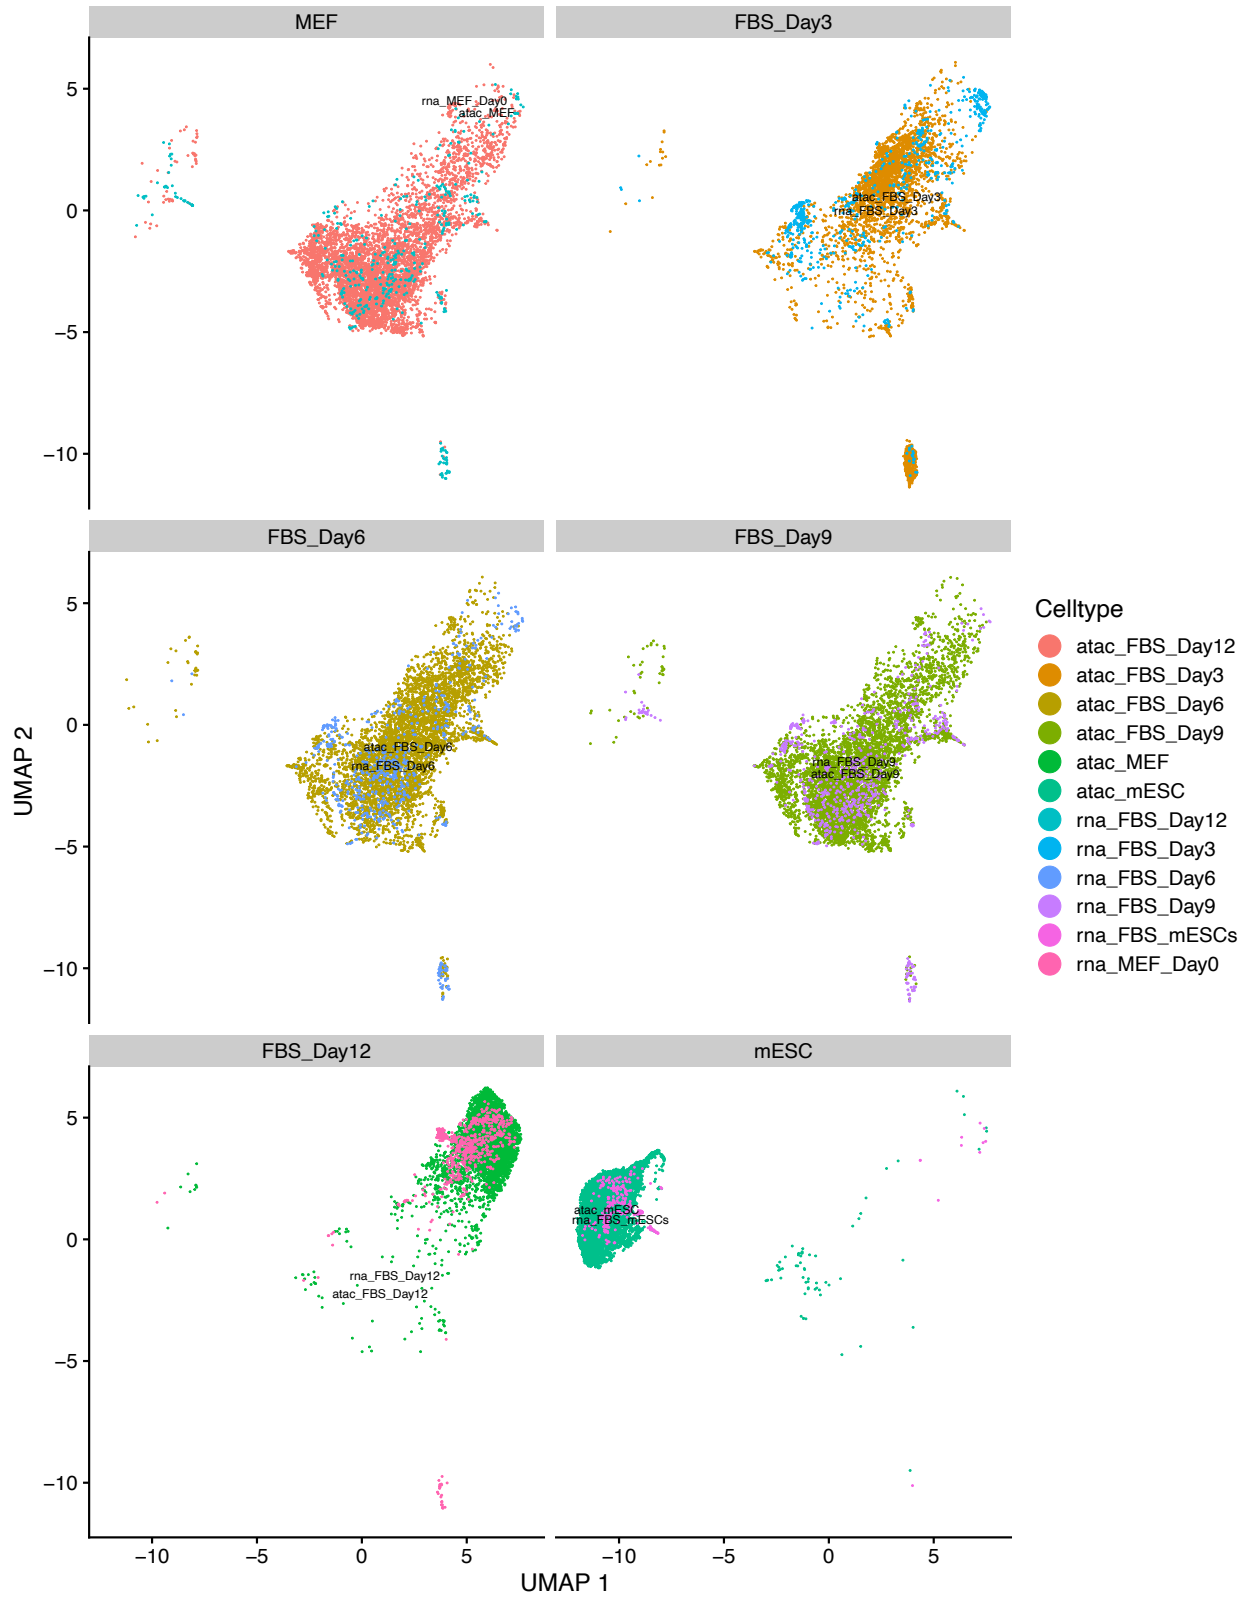 MEF
FBS_Day3
5
0
−5
−10
rna_MEF_Day0
atac_MEF
atac_FBS_Day3
rna_FBS_Day3
FBS_Day6
FBS_Day9
5
0
−5
−10
atac_FBS_Day6
rna_FBS_Day6
rna_FBS_Day9
atac_FBS_Day9
UMAP 2
Celltype
atac_FBS_Day12
atac_FBS_Day3
atac_FBS_Day6
atac_FBS_Day9
atac_MEF
atac_mESC
rna_FBS_Day12
rna_FBS_Day3
rna_FBS_Day6
rna_FBS_Day9
rna_FBS_mESCs
rna_MEF_Day0
FBS_Day12
mESC
5
0
−5
−10
rna_FBS_Day12
atac_FBS_Day12
atac_mESC
rna_FBS_mESCs
−10 −5 0 5
−10 −5 0 5
UMAP 1